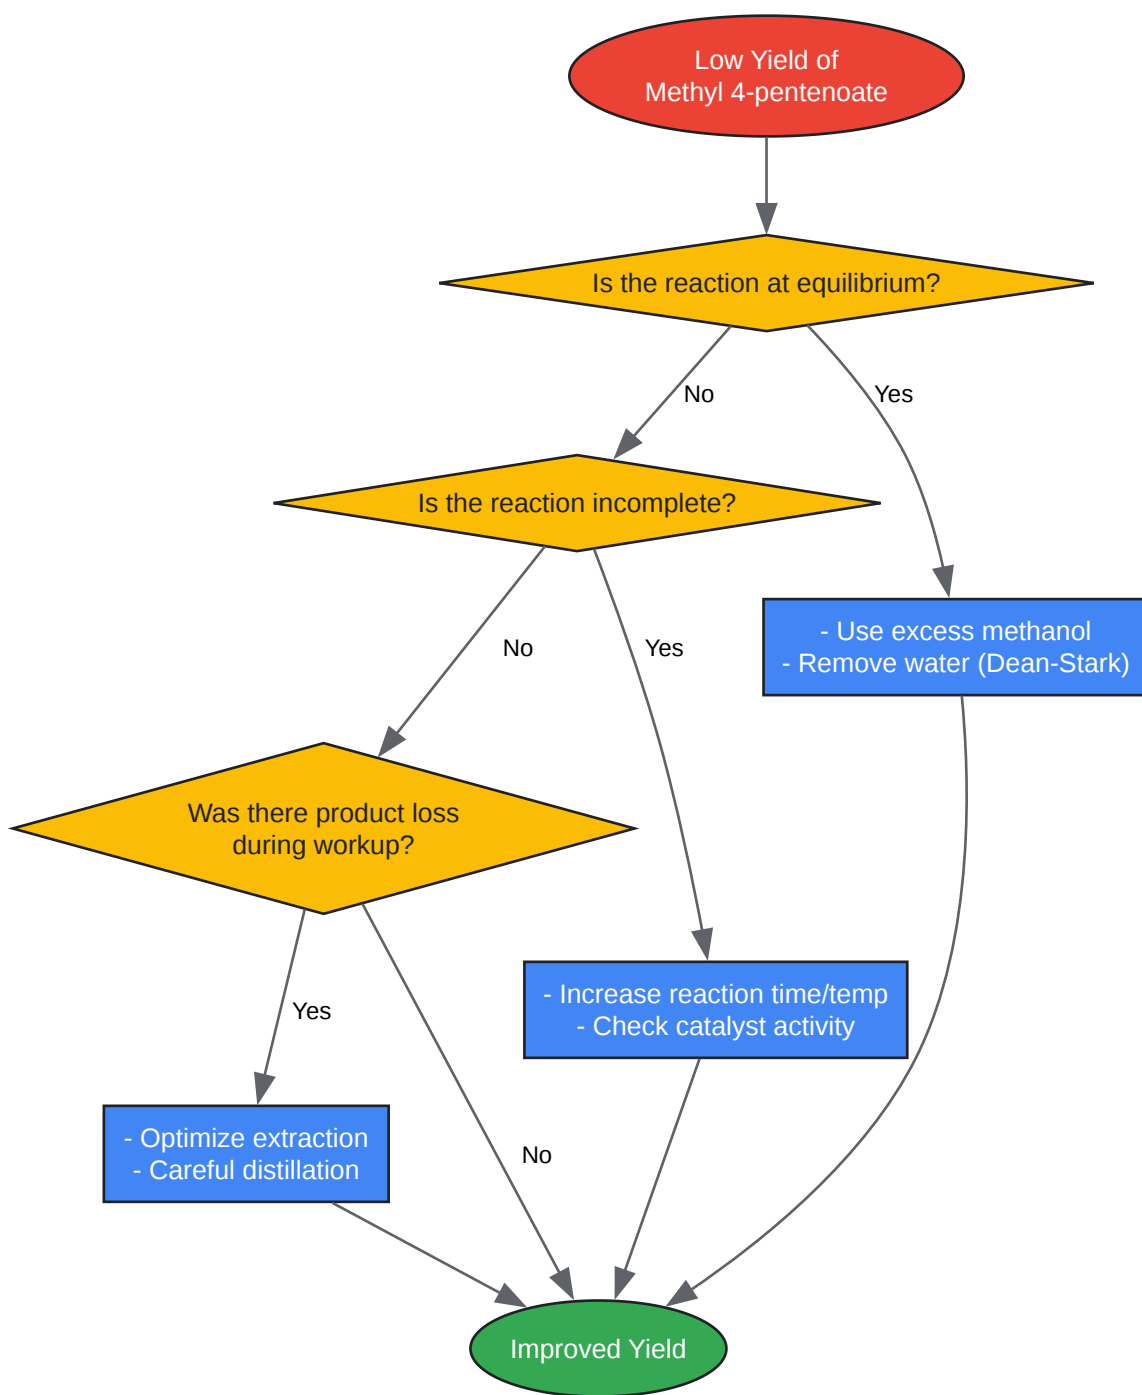 Low Yield of
Methyl 4-pentenoate
Is the reaction at equilibrium?
No
Yes
Is the reaction incomplete?
- Use excess methanol
- Remove water (Dean-Stark)
No
Yes
Was there product loss
during workup?
- Increase reaction time/temp
- Check catalyst activity
Yes
- Optimize extraction
- Careful distillation
No
Improved Yield